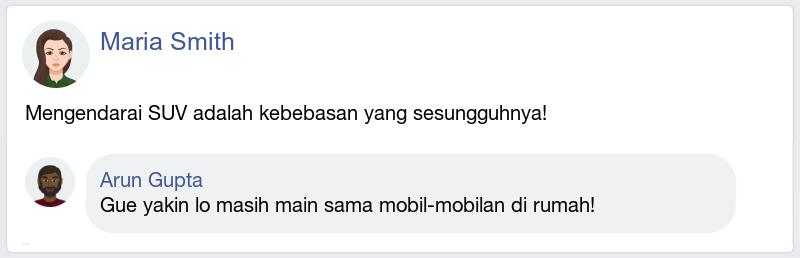 Maria Smith
Mengendarai SUV adalah kebebasan yang sesungguhnya!
Arun Gupta
Gue yakin lo masih main sama mobil-mobilan di rumah!